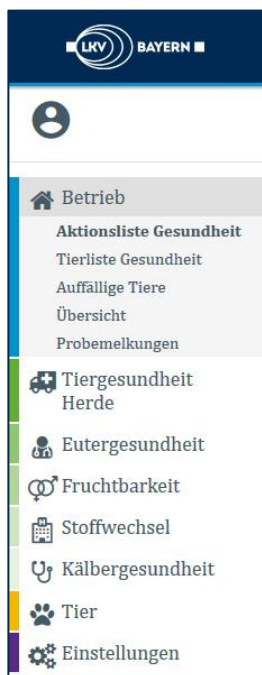 LKV BAYERN
Betrieb
Aktionsliste Gesundheit
Tierliste Gesundheit
Auffällige Tiere
Übersicht
Probemelkungen
Tiergesundheit
Herde
Eutergesundheit
Fruchtbarkeit
Stoffwechsel
Kälbergesundheit
Tier
Einstellungen